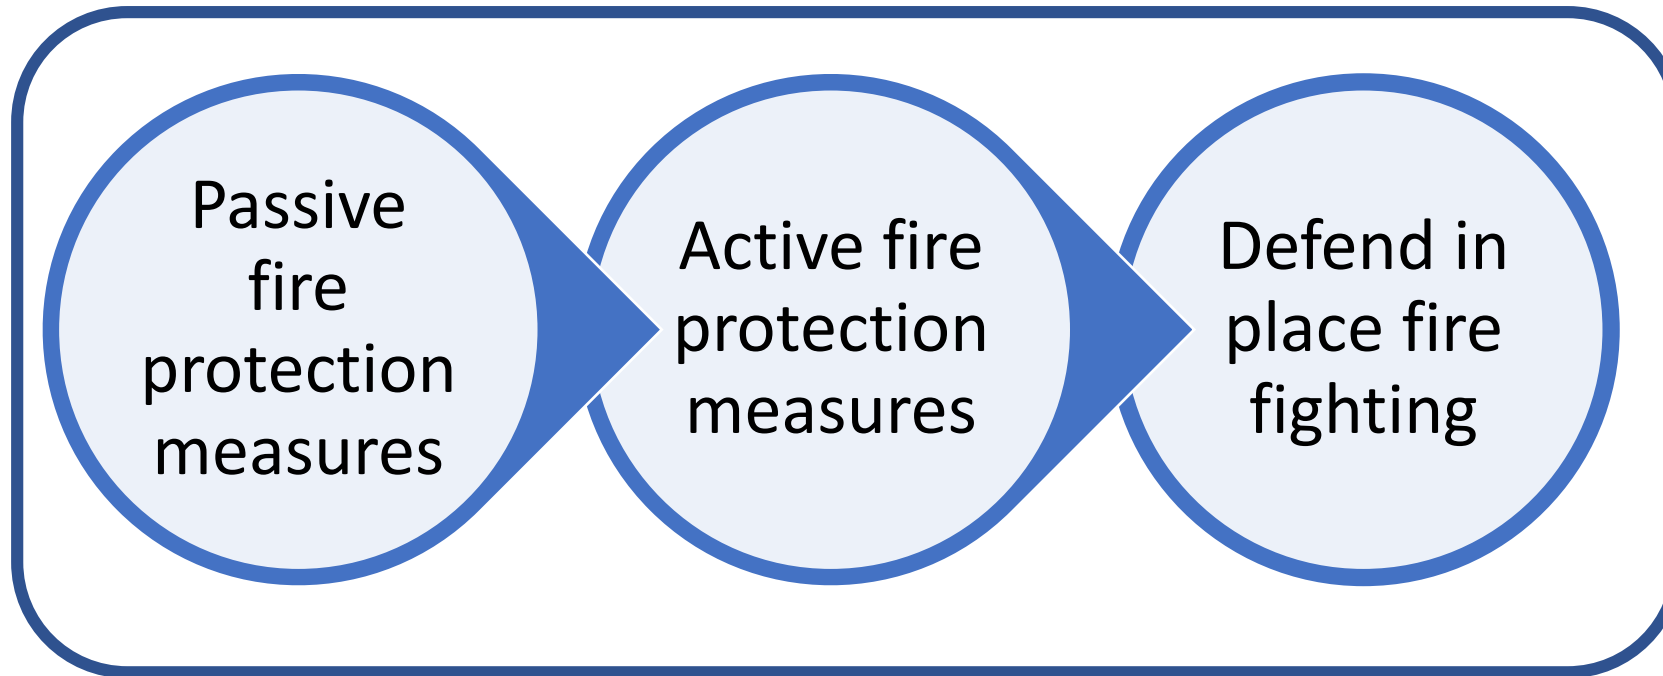 Passive
fire
protection
measures
Active fire
protection
measures
Defend in
place fire
fighting